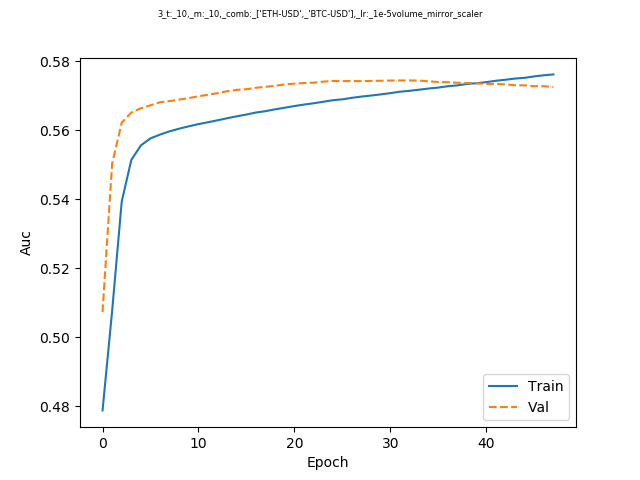 3_t:_10,_m:_10,_comb:_['ETH-USD',_'BTC-USD'],_lr:_1e-5volume_mirror_scaler
0.58
0.56
0.54
0.52
0.50
0.48
Auc
0
10
20
30
40
Epoch
Train
Val